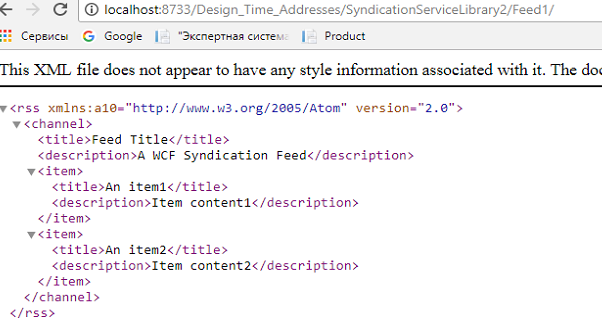 localhost:8733/Design_Time_Addresses/SyndicationServiceLibrary2/Feed1/
Сервисы Google "Экспертная систем Product
This XML file does not appear to have any style information associated with it. The doc
<rss xmlns:a10="http://www.w3.org/2005/Atom" version="2.0">
<channel>
<title>Feed Title</title>
<description>A WCF Syndication Feed</description>
<item>
<title>An item1</title>
<description>Item content1</description>
</item>
<item>
<title>An item2</title>
<description>Item content2</description>
</item>
</channel>
</rss>